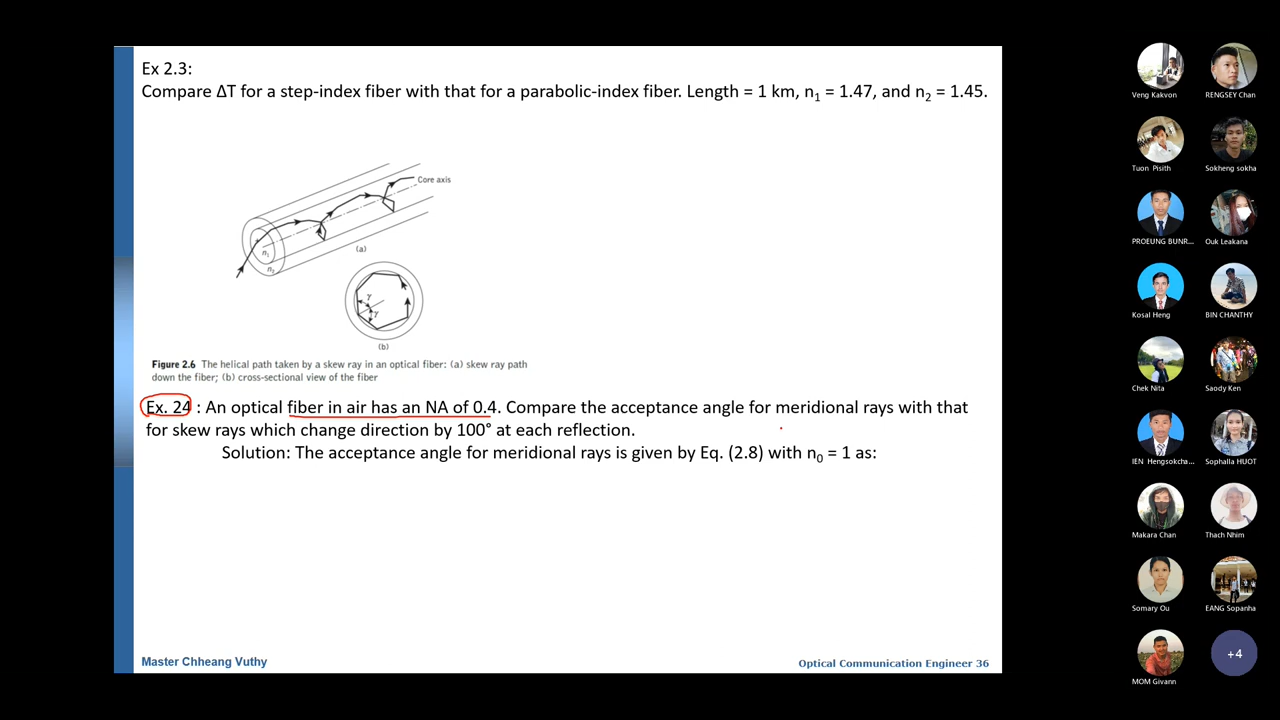 Ex 2.3:
Compare ΔT for a step-index fiber with that for a parabolic-index fiber. Length = 1 km, n₁ = 1.47, and n₂ = 1.45.
Core axis
n₁
n₂
(a)
γ
γ
(b)
Figure 2.6 The helical path taken by a skew ray in an optical fiber: (a) skew ray path
down the fiber; (b) cross-sectional view of the fiber
Ex. 24 : An optical fiber in air has an NA of 0.4. Compare the acceptance angle for meridional rays with that
for skew rays which change direction by 100° at each reflection.
Solution: The acceptance angle for meridional rays is given by Eq. (2.8) with n₀ = 1 as:
Master Chheang Vuthy
Optical Communication Engineer 36
Veng Kakvon
RENGSEY Chan
Tuon Pisith
Sokheng sokha
PROEUNG BUNR...
Ouk Leakana
Kosal Heng
BIN CHANTHY
Chek Nita
Saody Ken
IEN Hengsokcha...
Sophalla HUOT
Makara Chan
Thach Nhim
Somary Ou
EANG Sopanha
MOM Givann
+4